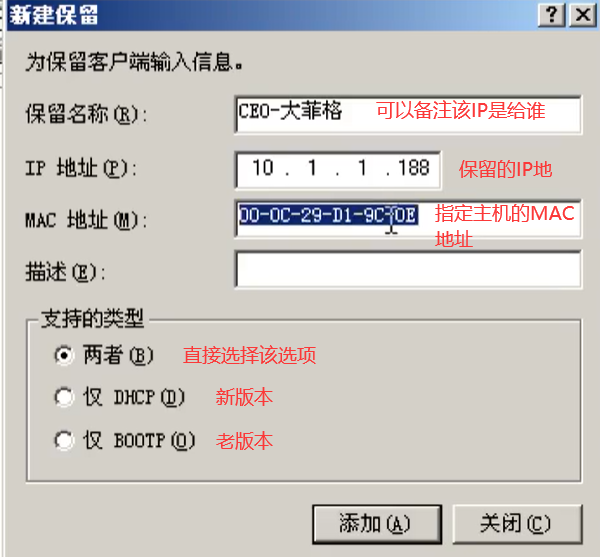 新建保留
为保留客户端输入信息。
保留名称(R): CEO-大菲格 可以备注该IP是给谁
IP 地址(P): 10 . 1 . 1 .188 保留的IP地
MAC 地址(M): 00-0C-29-D1-9C-0E 指定主机的MAC
地址
描述(E):
支持的类型
两者(B) 直接选择该选项
仅 DHCP(D) 新版本
仅 BOOTP(O) 老版本
添加(A) 关闭(C)